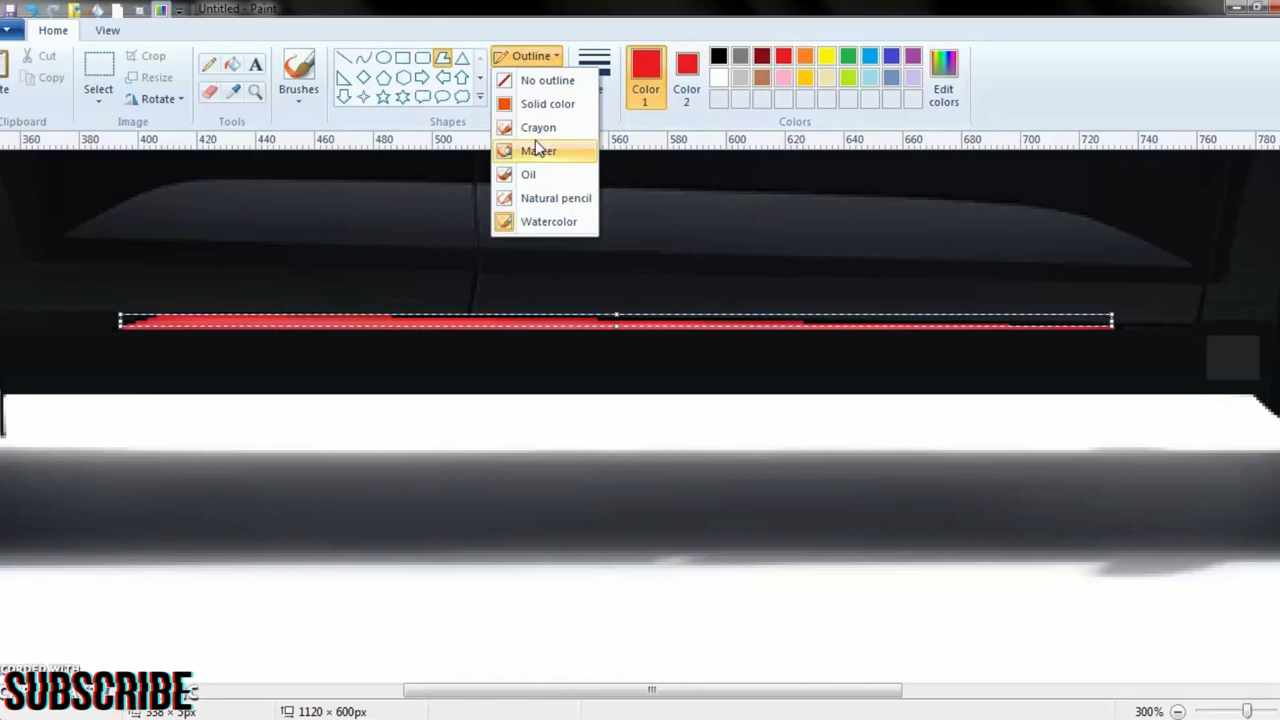 Untitled - Paint
Home
View
Cut
Copy
Select
Crop
Resize
Rotate
A
Brushes
Outline
No outline
Solid color
Crayon
Oil
Natural pencil
Watercolor
Color
1
Color
2
Edit
colors
Image
Tools
Shapes
Colors
360
400
420
440
460
480
500
560
580
600
620
640
660
680
700
720
740
760
780
SUBSCRIBE
1120 × 600px
300%